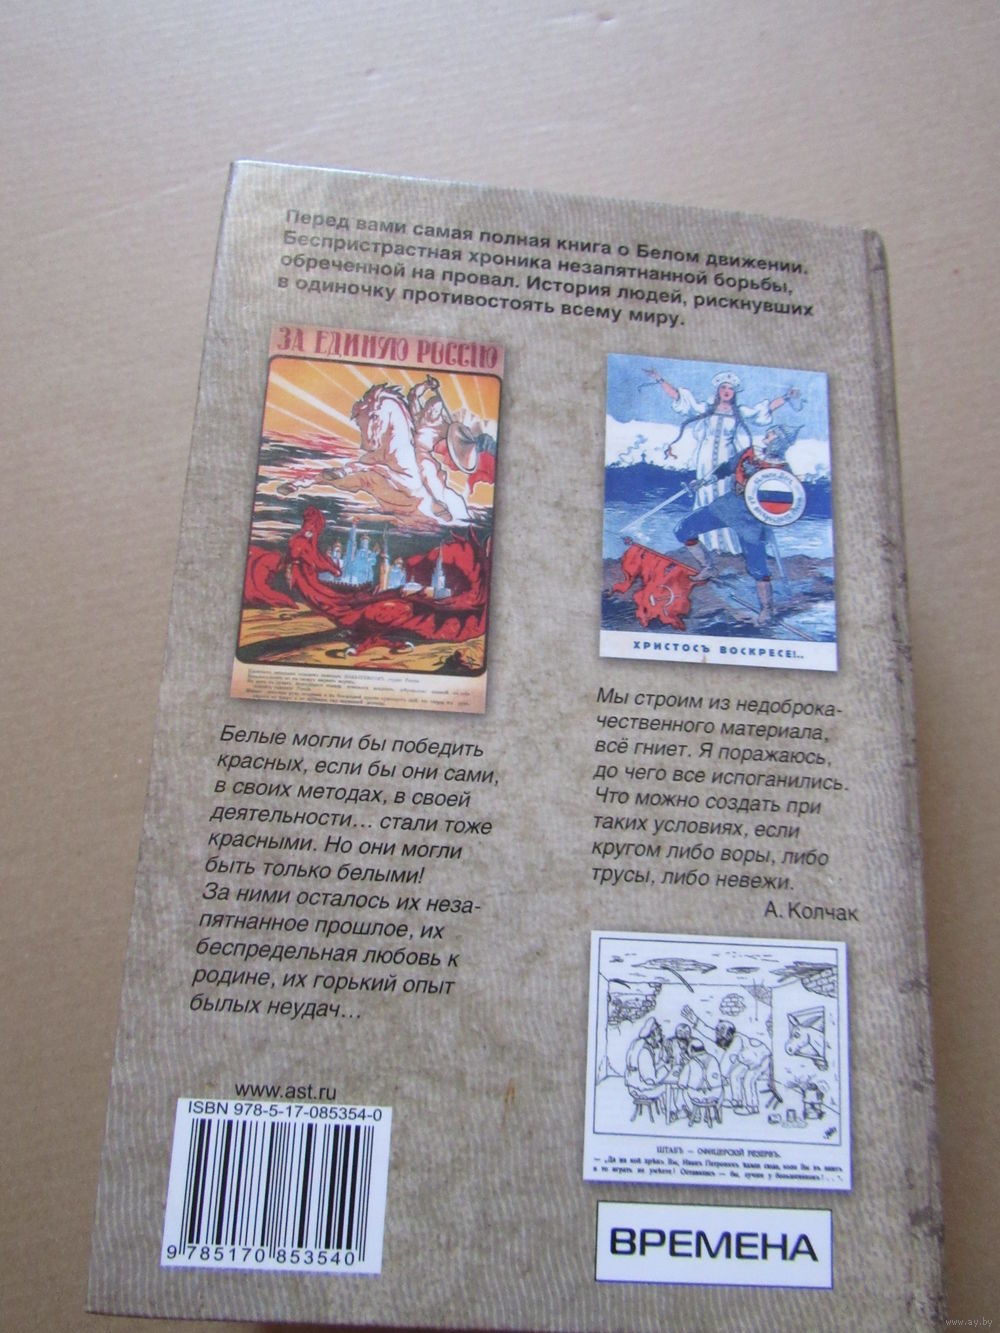 Перед вами самая полная книга о Белом движении.
Беспристрастная хроника незапятнанной борьбы,
обреченной на провал. История людей, рискнувших
в одиночку противостоять всему миру.
ЗА ЕДИНУЮ РОССIЮ
ХРИСТОСЪ ВОСКРЕСЕ!..
Белые могли бы победить
красных, если бы они сами,
в своих методах, в своей
деятельности... стали тоже
красными. Но они могли
быть только белыми!
За ними осталось их неза-
пятнанное прошлое, их
беспредельная любовь к
родине, их горький опыт
былых неудач...
Мы строим из недоброка-
чественного материала,
всё гниет. Я поражаюсь,
до чего все испоганились.
Что можно создать при
таких условиях, если
кругом либо воры, либо
трусы, либо невежи.
А. Колчак
ШТАБЪ – ОФИЦЕРСКIЙ РЕЗЕРВЪ.
www.ast.ru
ISBN 978-5-17-085354-0
9 785170 853540
ВРЕМЕНА
www.ay.by